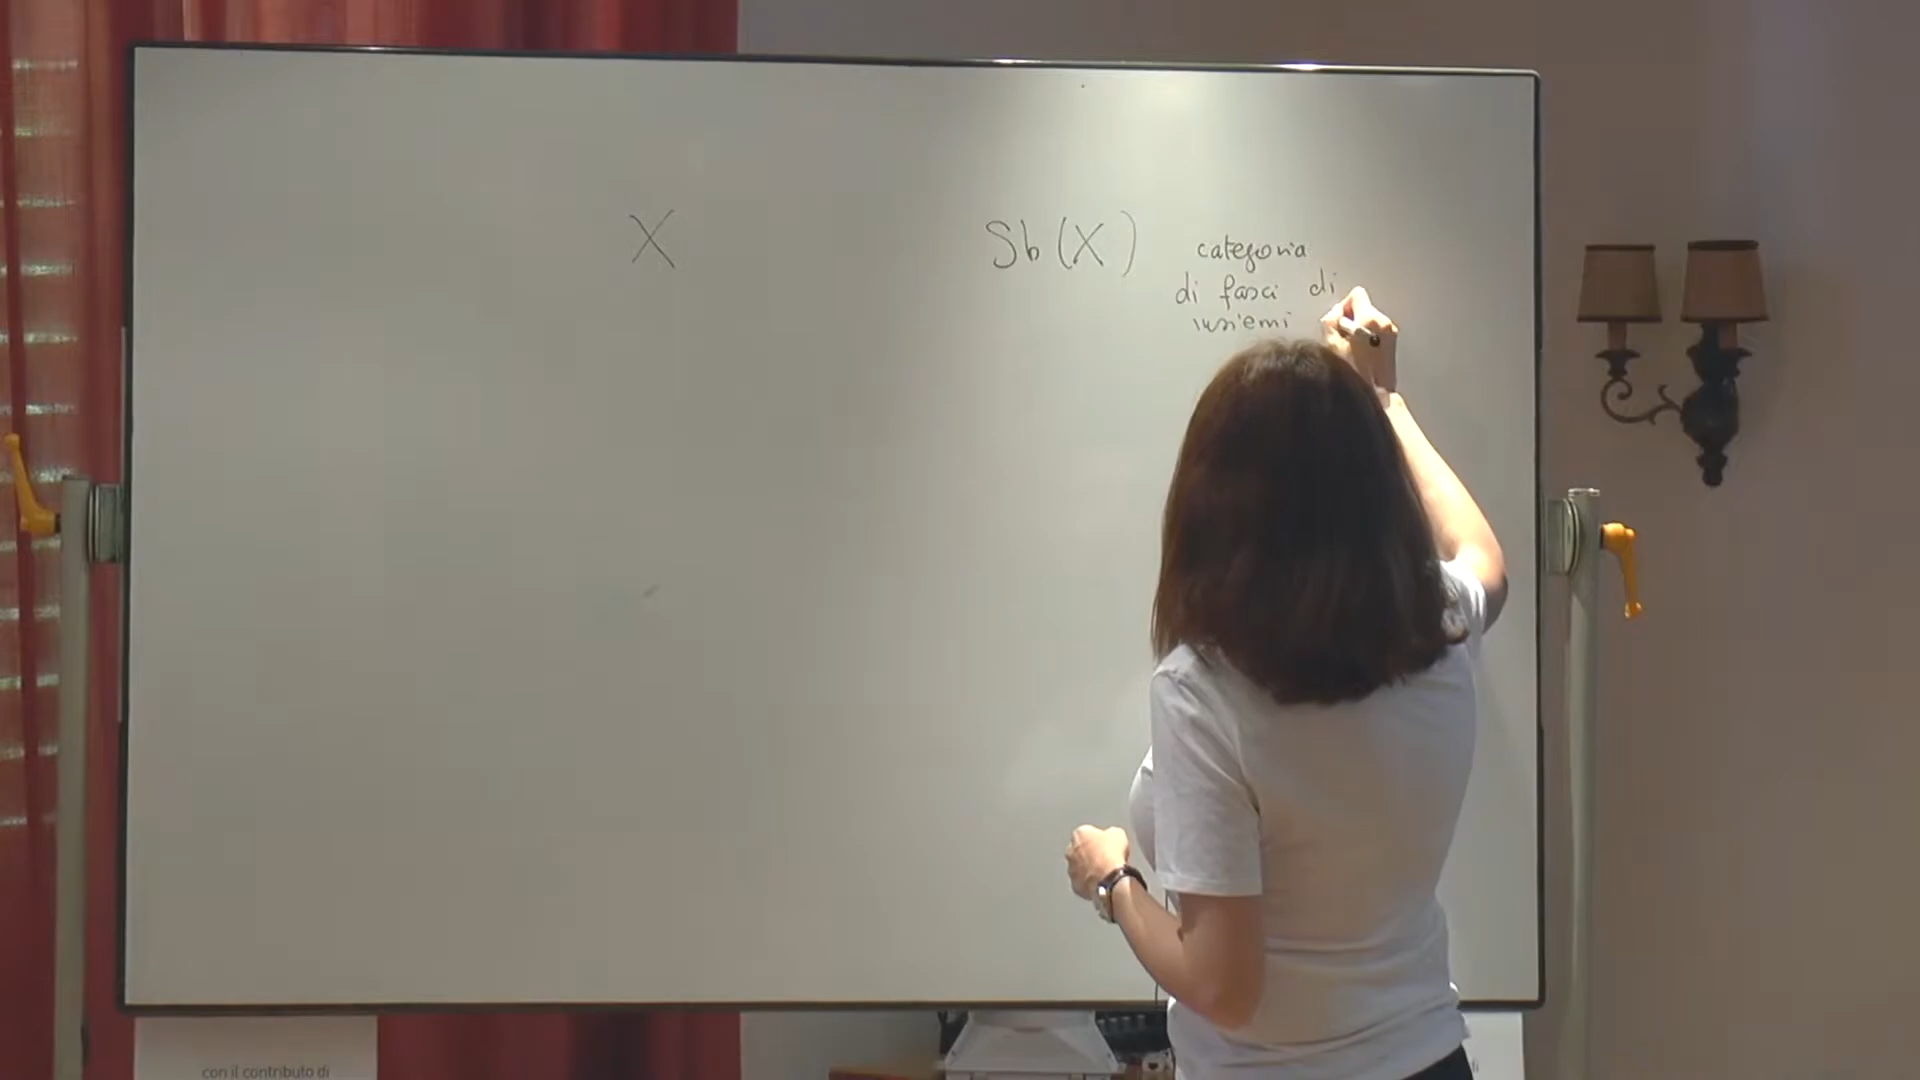 X Sh(X) categoria
di fasci di
insiemi
con il contributo di